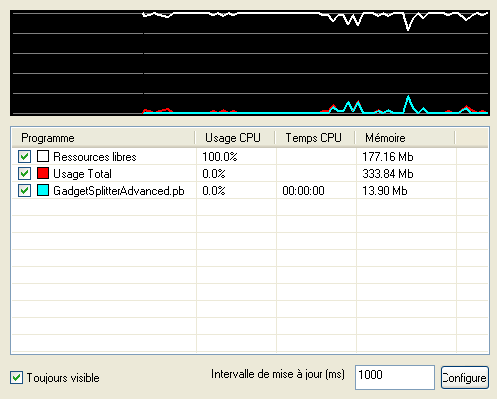 Programme Usage CPU Temps CPU Mémoire
Ressources libres 100.0% 177.16 Mb
Usage Total 0.0% 333.84 Mb
GadgetSplitterAdvanced.pb 0.0% 00:00:00 13.90 Mb
Toujours visible Intervalle de mise à jour (ms) 1000 Configure